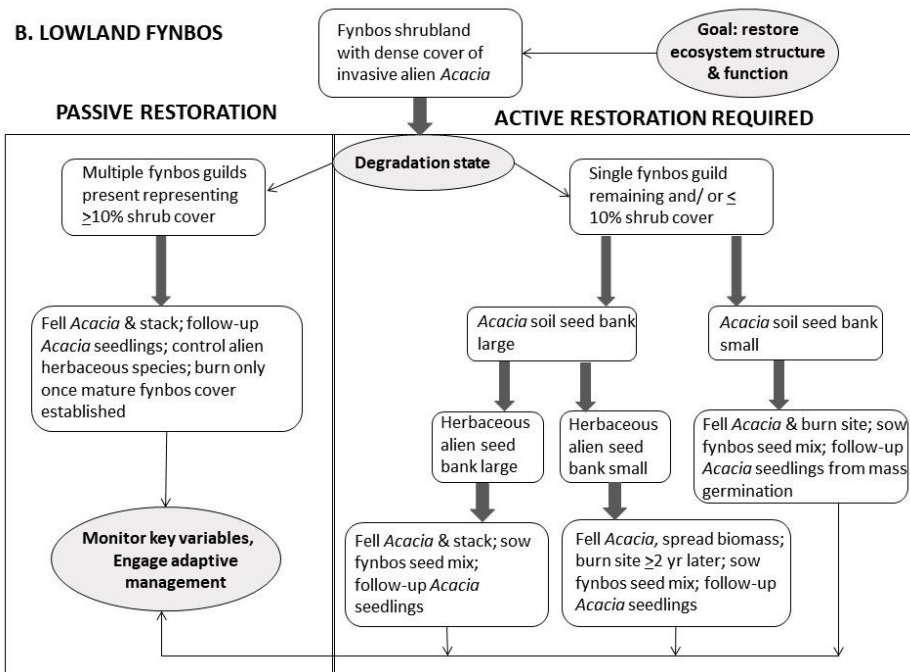 B. LOWLAND FYNBOS
Fynbos shrubland
with dense cover of
invasive alien Acacia
Goal: restore
ecosystem structure
& function
PASSIVE RESTORATION
ACTIVE RESTORATION REQUIRED
Degradation state
Multiple fynbos guilds
present representing
≥10% shrub cover
Single fynbos guild
remaining and/ or ≤
10% shrub cover
Fell Acacia & stack; follow-up
Acacia seedlings; control alien
herbaceous species; burn only
once mature fynbos cover
established
Acacia soil seed bank
large
Acacia soil seed bank
small
Herbaceous
alien seed
bank large
Herbaceous
alien seed
bank small
Fell Acacia & burn site; sow
fynbos seed mix; follow-up
Acacia seedlings from mass
germination
Monitor key variables,
Engage adaptive
management
Fell Acacia & stack; sow
fynbos seed mix;
follow-up Acacia
seedlings
Fell Acacia, spread biomass;
burn site ≥2 yr later; sow
fynbos seed mix; follow-up
Acacia seedlings